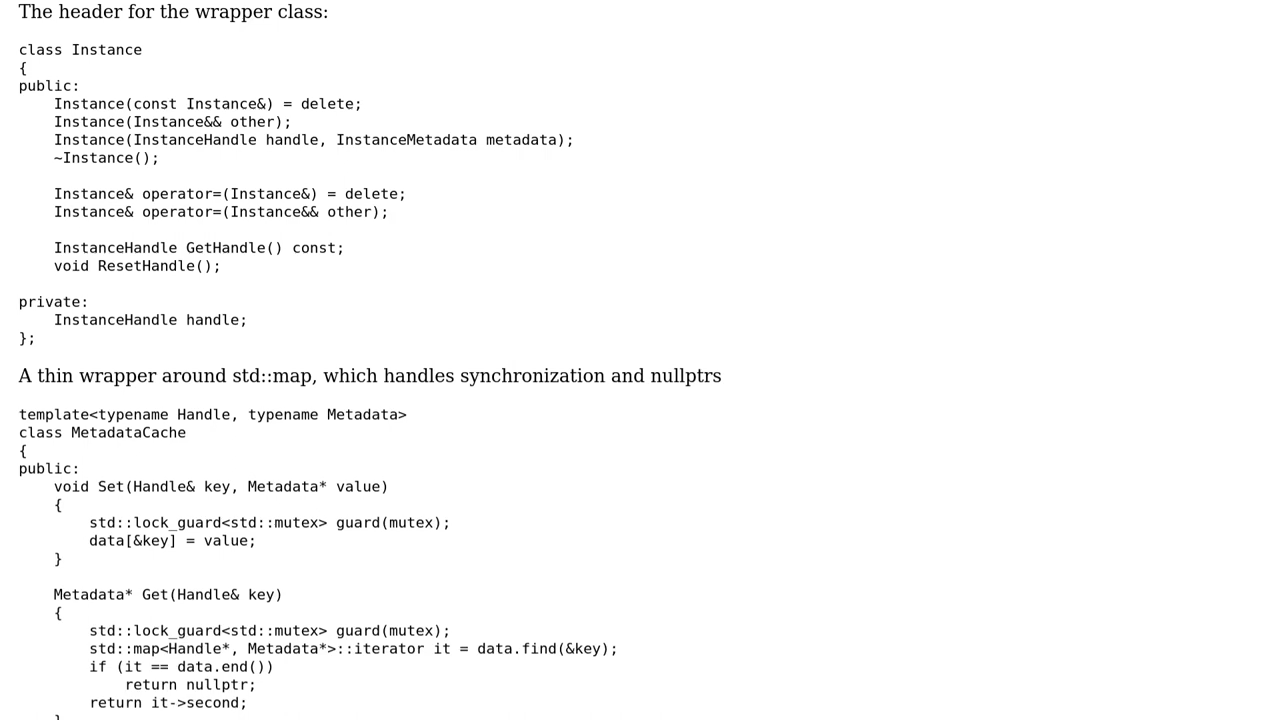 The header for the wrapper class:
class Instance
{
public:
    Instance(const Instance&) = delete;
    Instance(Instance&& other);
    Instance(InstanceHandle handle, InstanceMetadata metadata);
    ~Instance();

    Instance& operator=(Instance&) = delete;
    Instance& operator=(Instance&& other);

    InstanceHandle GetHandle() const;
    void ResetHandle();

private:
    InstanceHandle handle;
};
A thin wrapper around std::map, which handles synchronization and nullptrs
template<typename Handle, typename Metadata>
class MetadataCache
{
public:
    void Set(Handle& key, Metadata* value)
    {
        std::lock_guard<std::mutex> guard(mutex);
        data[&key] = value;
    }

    Metadata* Get(Handle& key)
    {
        std::lock_guard<std::mutex> guard(mutex);
        std::map<Handle*, Metadata*>::iterator it = data.find(&key);
        if (it == data.end())
            return nullptr;
        return it->second;
    }